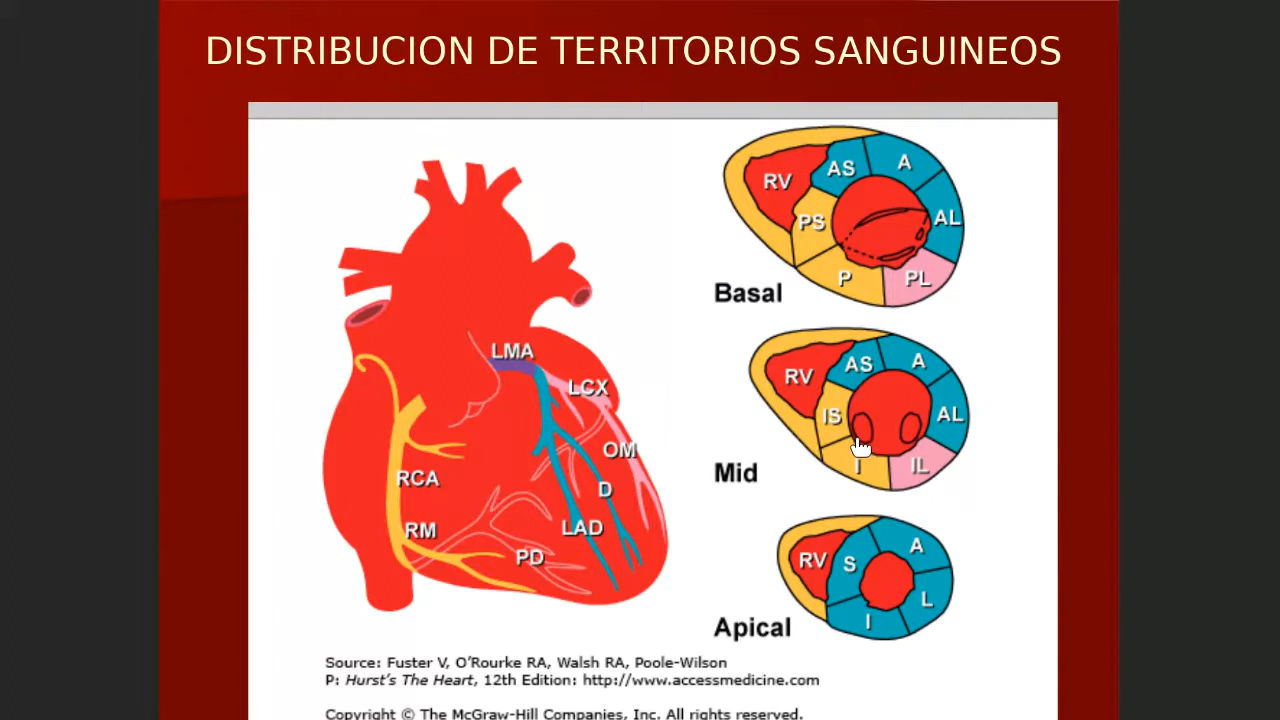 DISTRIBUCION DE TERRITORIOS SANGUINEOS
LMA
LCX
OM
D
LAD
RCA
RM
PD
RV
AS
A
AL
PS
P
PL
Basal
RV
AS
A
AL
IS
I
IL
Mid
RV
S
A
L
I
Apical
Source: Fuster V, O'Rourke RA, Walsh RA, Poole-Wilson
P: Hurst's The Heart, 12th Edition: http://www.accessmedicine.com
Copyright © The McGraw-Hill Companies, Inc. All rights reserved.